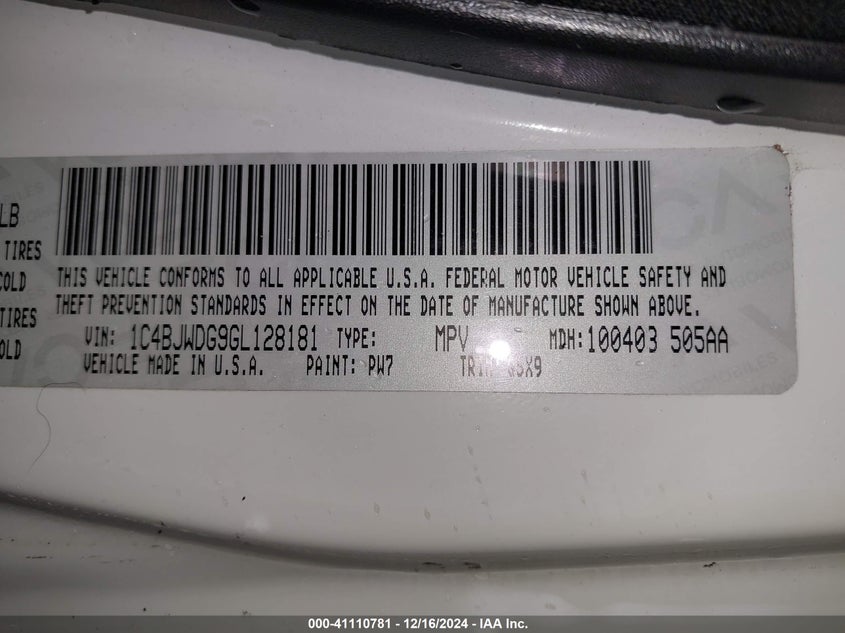 LB
TIRES
COLD
TIRES
OLD
THIS VEHICLE CONFORMS TO ALL APPLICABLE U.S.A. FEDERAL MOTOR VEHICLE SAFETY AND
THEFT PREVENTION STANDARDS IN EFFECT ON THE DATE OF MANUFACTURE SHOWN ABOVE.
VIN: 1C4BJWDG9GL128181 TYPE: MPV MDH:100403 505AA
VEHICLE MADE IN U.S.A. PAINT: PW7 TRIM X9
000-41110781 - 12/16/2024 - IAA Inc.